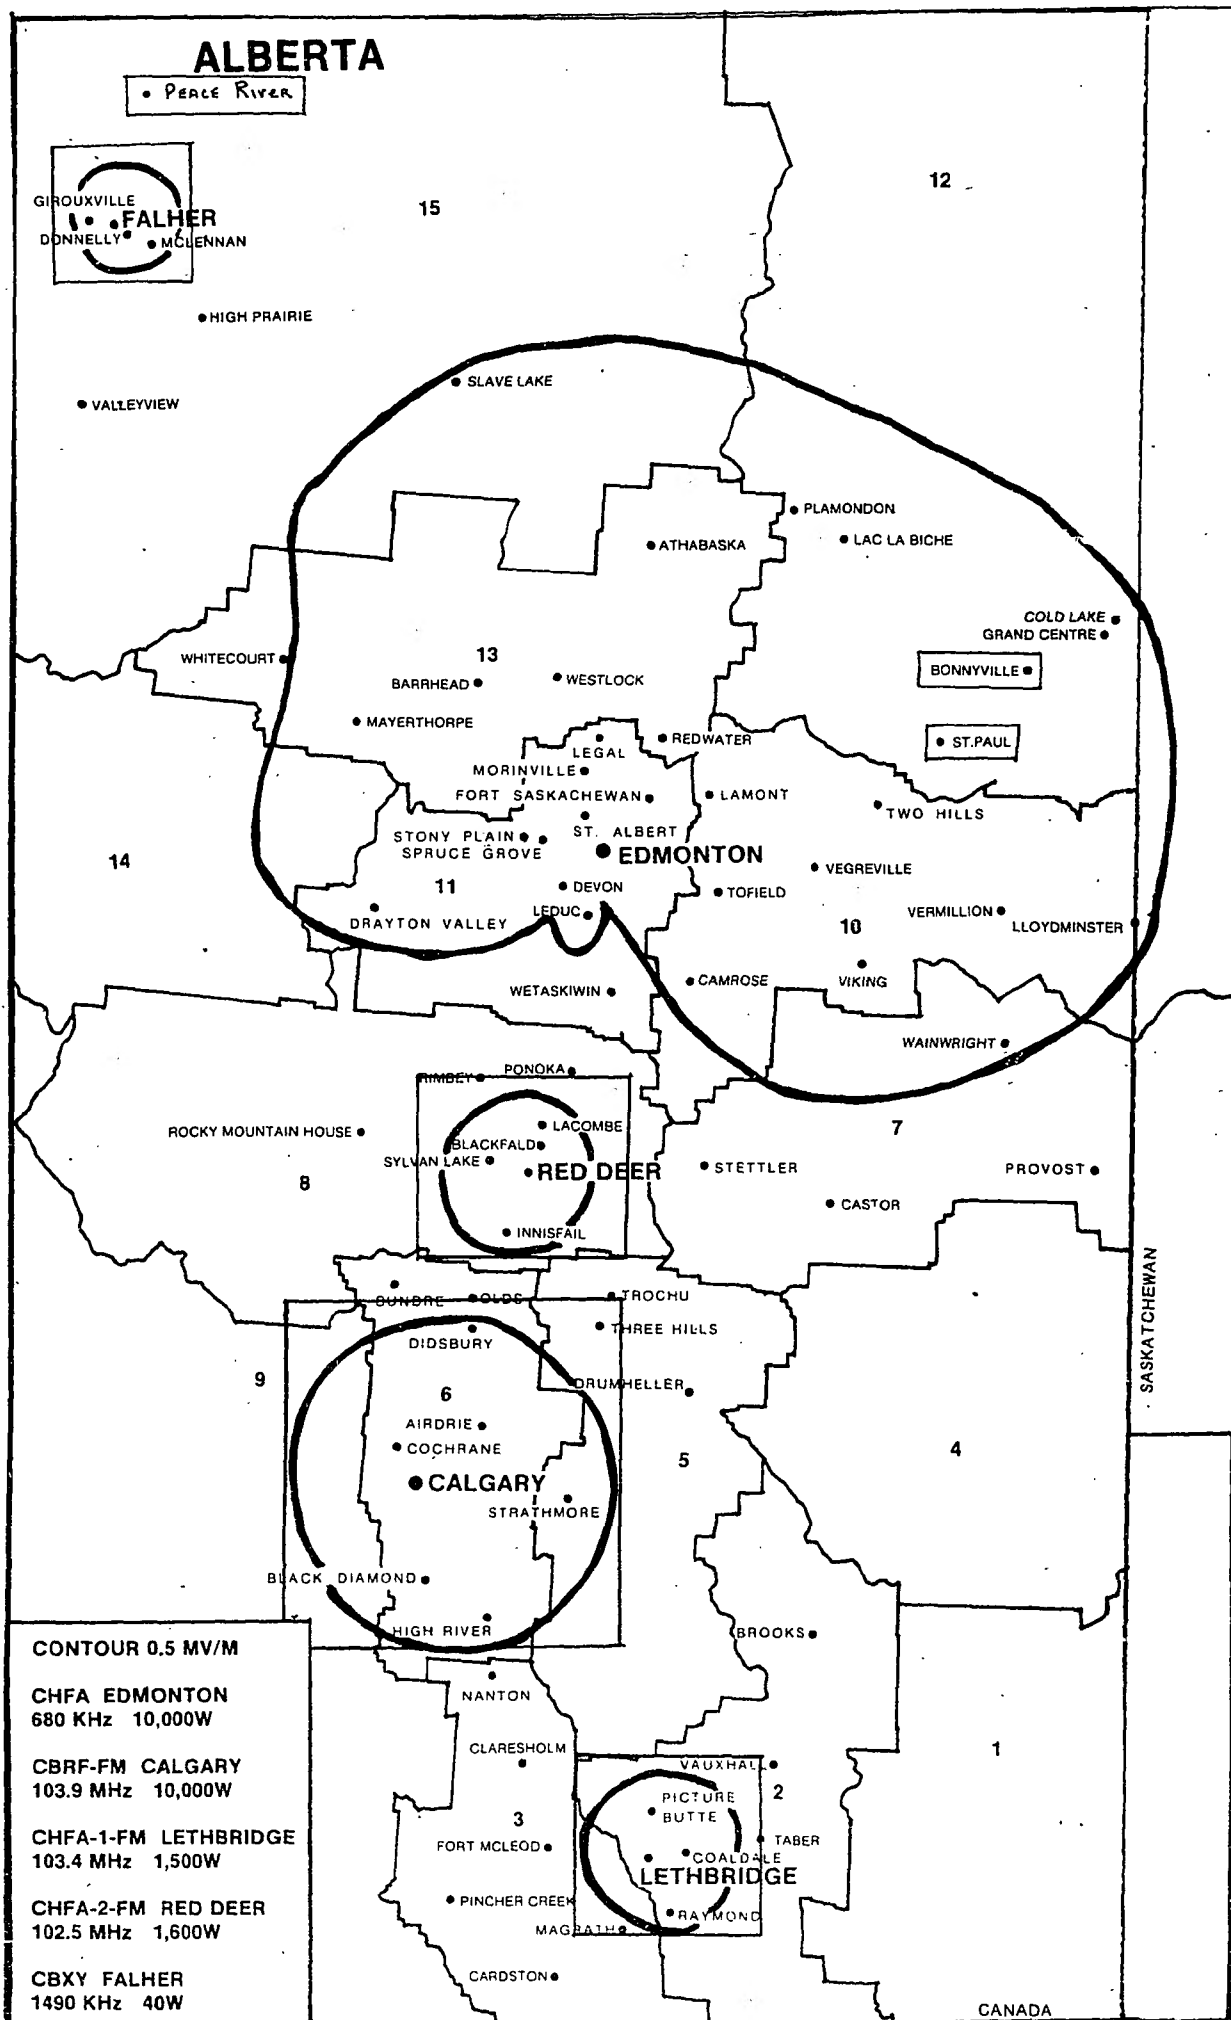 ALBERTA
• Peace River
12
15
GIROUXVILLE
FALHER
DONNELLY
MCLENNAN
HIGH PRAIRIE
SLAVE LAKE
VALLEYVIEW
PLAMONDON
LAC LA BICHE
ATHABASKA
COLD LAKE
GRAND CENTRE
WHITECOURT
13
BONNYVILLE
BARRHEAD
WESTLOCK
MAYERTHORPE
REDWATER
ST.PAUL
LEGAL
MORINVILLE
FORT SASKACHEWAN
LAMONT
TWO HILLS
ST. ALBERT
STONY PLAIN
SPRUCE GROVE
EDMONTON
14
VEGREVILLE
11
DEVON
TOFIELD
DRAYTON VALLEY
LEDUC
VERMILLION
10
LLOYDMINSTER
WETASKIWIN
CAMROSE
VIKING
WAINWRIGHT
RIMBEY
PONOKA
ROCKY MOUNTAIN HOUSE
LACOMBE
7
BLACKFALD
SYLVAN LAKE
RED DEER
STETTLER
PROVOST
8
CASTOR
INNISFAIL
SUNDRE
OLDS
TROCHU
THREE HILLS
DIDSBURY
SASKATCHEWAN
9
6
DRUMHELLER
AIRDRIE
COCHRANE
4
5
CALGARY
STRATHMORE
BLACK DIAMOND
HIGH RIVER
BROOKS
NANTON
CLARESHOLM
1
VAUXHALL
2
PICTURE
BUTTE
3
FORT MCLEOD
TABER
COALDALE
LETHBRIDGE
PINCHER CREEK
RAYMOND
MAGRATH
CARDSTON
CANADA
CONTOUR 0.5 MV/M
CHFA EDMONTON
680 KHz 10,000W
CBRF-FM CALGARY
103.9 MHz 10,000W
CHFA-1-FM LETHBRIDGE
103.4 MHz 1,500W
CHFA-2-FM RED DEER
102.5 MHz 1,600W
CBXY FALHER
1490 KHz 40W